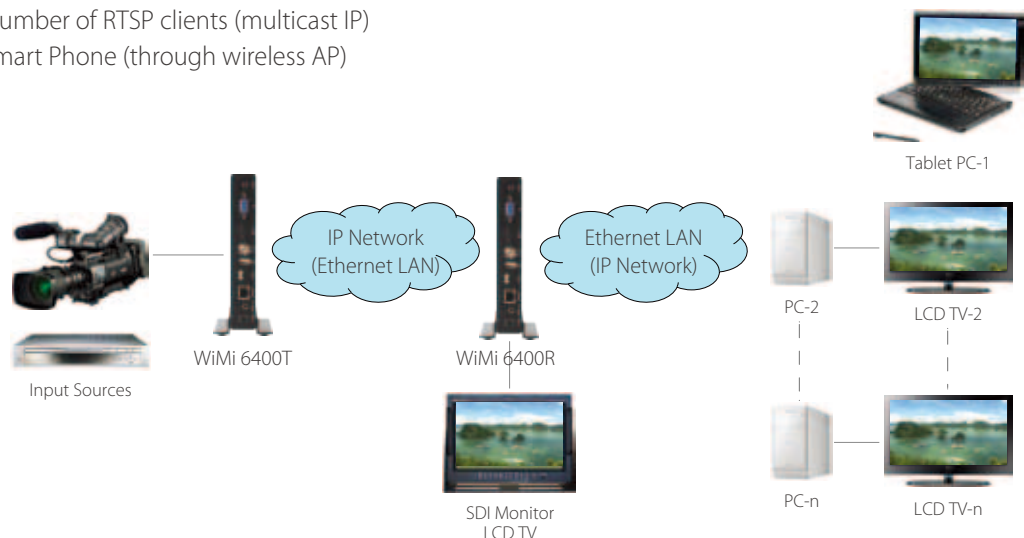 umber of RTSP clients (multicast IP)
mart Phone (through wireless AP)
Tablet PC-1
IP Network
(Ethernet LAN)
Ethernet LAN
(IP Network)
PC-2
LCD TV-2
WiMi 6400T
WiMi 6400R
Input Sources
PC-n
LCD TV-n
SDI Monitor
LCD TV